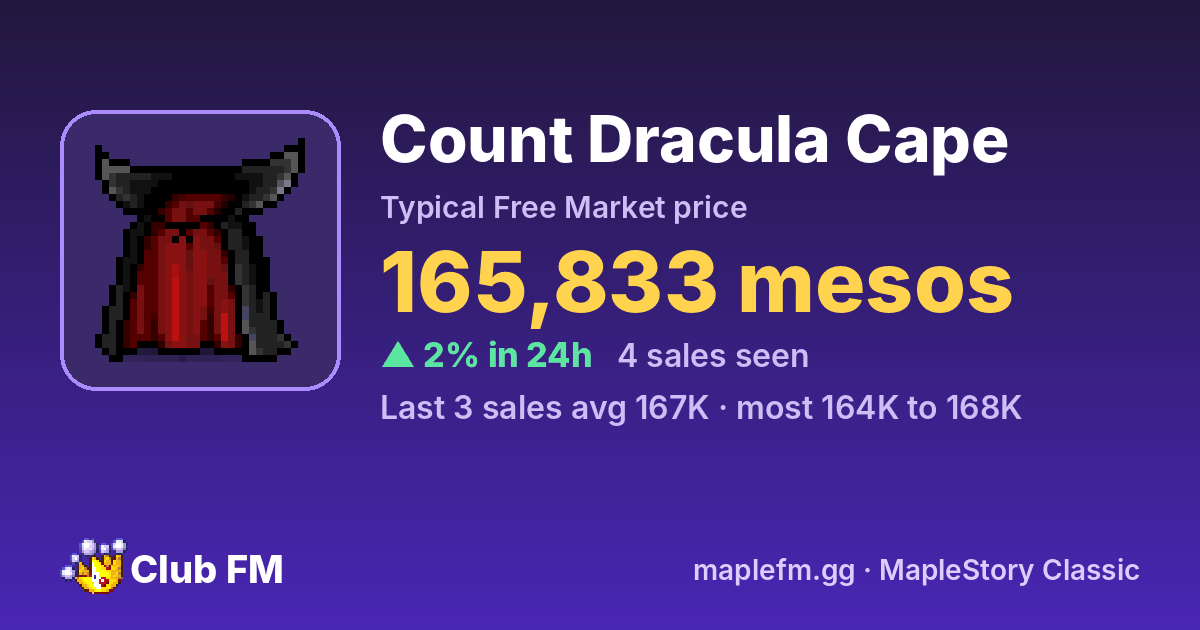 Count Dracula Cape
Typical Free Market price
165,833 mesos
▲ 2% in 24h 4 sales seen
Last 3 sales avg 167K · most 164K to 168K
Club FM
maplefm.gg · MapleStory Classic